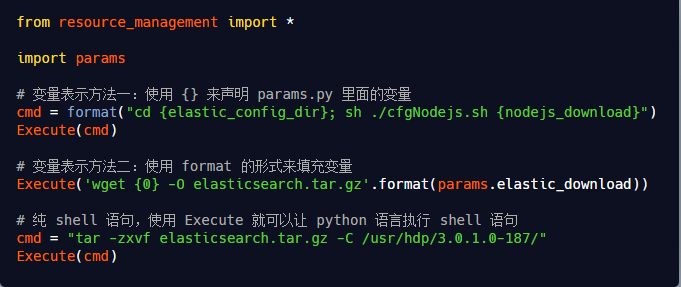 from resource_management import *
import params
# 变量表示方法一：使用 {} 来声明 params.py 里面的变量
cmd = format("cd {elastic_config_dir}; sh ./cfgNodejs.sh {nodejs_download}")
Execute(cmd)
# 变量表示方法二：使用 format 的形式来填充变量
Execute('wget {0} -O elasticsearch.tar.gz'.format(params.elastic_download))
# 纯 shell 语句，使用 Execute 就可以让 python 语言执行 shell 语句
cmd = "tar -zxvf elasticsearch.tar.gz -C /usr/hdp/3.0.1.0-187/"
Execute(cmd)